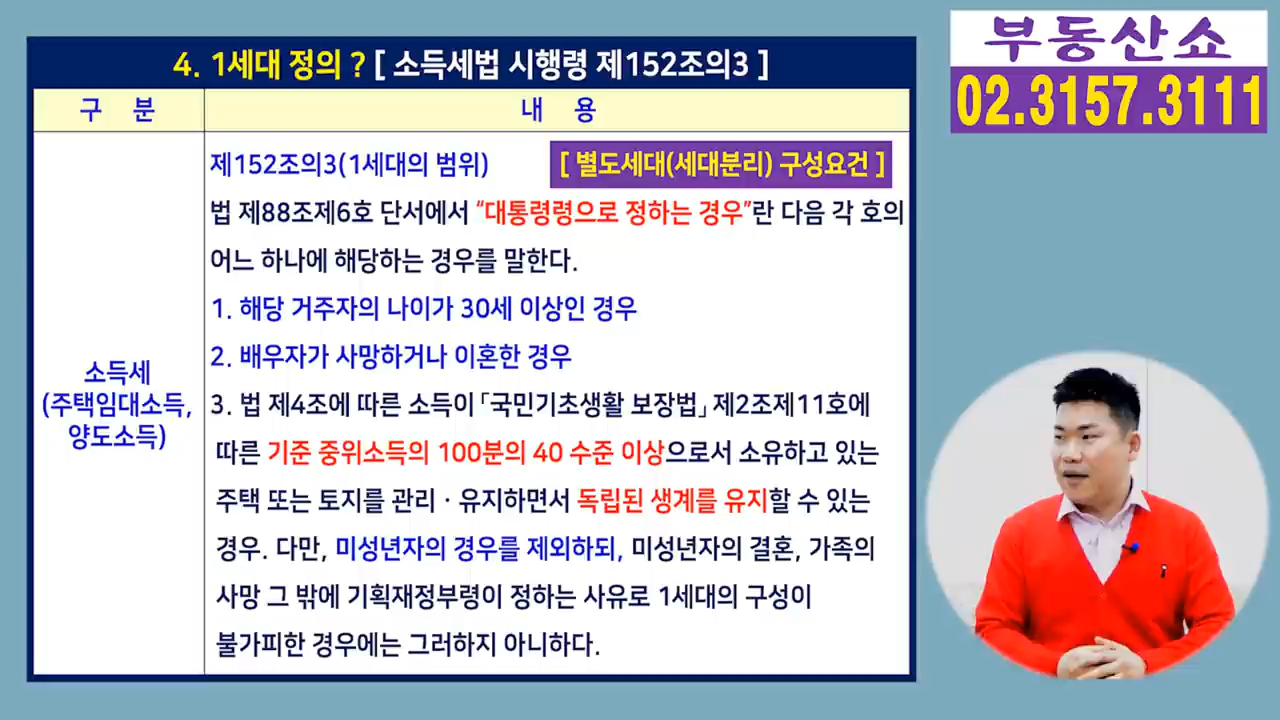 4. 1세대 정의 ? [ 소득세법 시행령 제152조의3 ]
부동산쇼
02.3157.3111
구 분
내 용
제152조의3(1세대의 범위)
[ 별도세대(세대분리) 구성요건 ]
법 제88조제6호 단서에서 “대통령령으로 정하는 경우”란 다음 각 호의
어느 하나에 해당하는 경우를 말한다.
1. 해당 거주자의 나이가 30세 이상인 경우
2. 배우자가 사망하거나 이혼한 경우
소득세
(주택임대소득,
양도소득)
3. 법 제4조에 따른 소득이 「국민기초생활 보장법」 제2조제11호에
따른 기준 중위소득의 100분의 40 수준 이상으로서 소유하고 있는
주택 또는 토지를 관리 · 유지하면서 독립된 생계를 유지할 수 있는
경우. 다만, 미성년자의 경우를 제외하되, 미성년자의 결혼, 가족의
사망 그 밖에 기획재정부령이 정하는 사유로 1세대의 구성이
불가피한 경우에는 그러하지 아니하다.